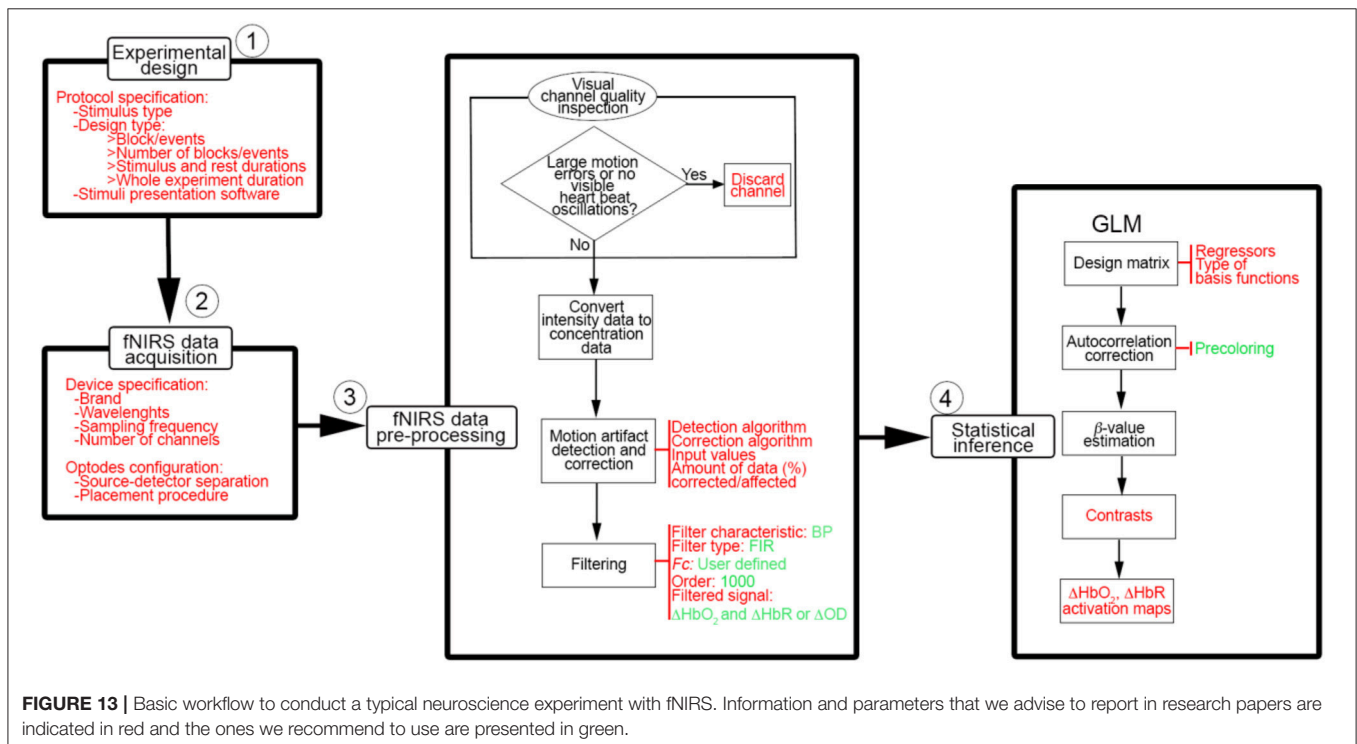 1
Experimental
design
Protocol specification:
-Stimulus type
-Design type:
>Block/events
>Number of blocks/events
>Stimulus and rest durations
>Whole experiment duration
-Stimuli presentation software
2
fNIRS data
acquisition
Device specification:
-Brand
-Wavelenghts
-Sampling frequency
-Number of channels
Optodes configuration:
-Source-detector separation
-Placement procedure
3
fNIRS data
pre-processing
Visual
channel quality
inspection
Large motion
errors or no
visible
heart beat
oscillations?
Yes
Discard
channel
No
Convert
intensity data to
concentration
data
Motion artifact
detection and
correction
Detection algorithm
Correction algorithm
Input values
Amount of data (%)
corrected/affected
Filtering
Filter characteristic: BP
Filter type: FIR
Fc: User defined
Order: 1000
Filtered signal:
ΔHbO₂ and ΔHbR or ΔOD
4
Statistical
inference
GLM
Design matrix
Regressors
Type of
basis functions
Autocorrelation
correction
Precoloring
β-value
estimation
Contrasts
ΔHbO₂, ΔHbR
activation maps
FIGURE 13 | Basic workflow to conduct a typical neuroscience experiment with fNIRS. Information and parameters that we advise to report in research papers are
indicated in red and the ones we recommend to use are presented in green.